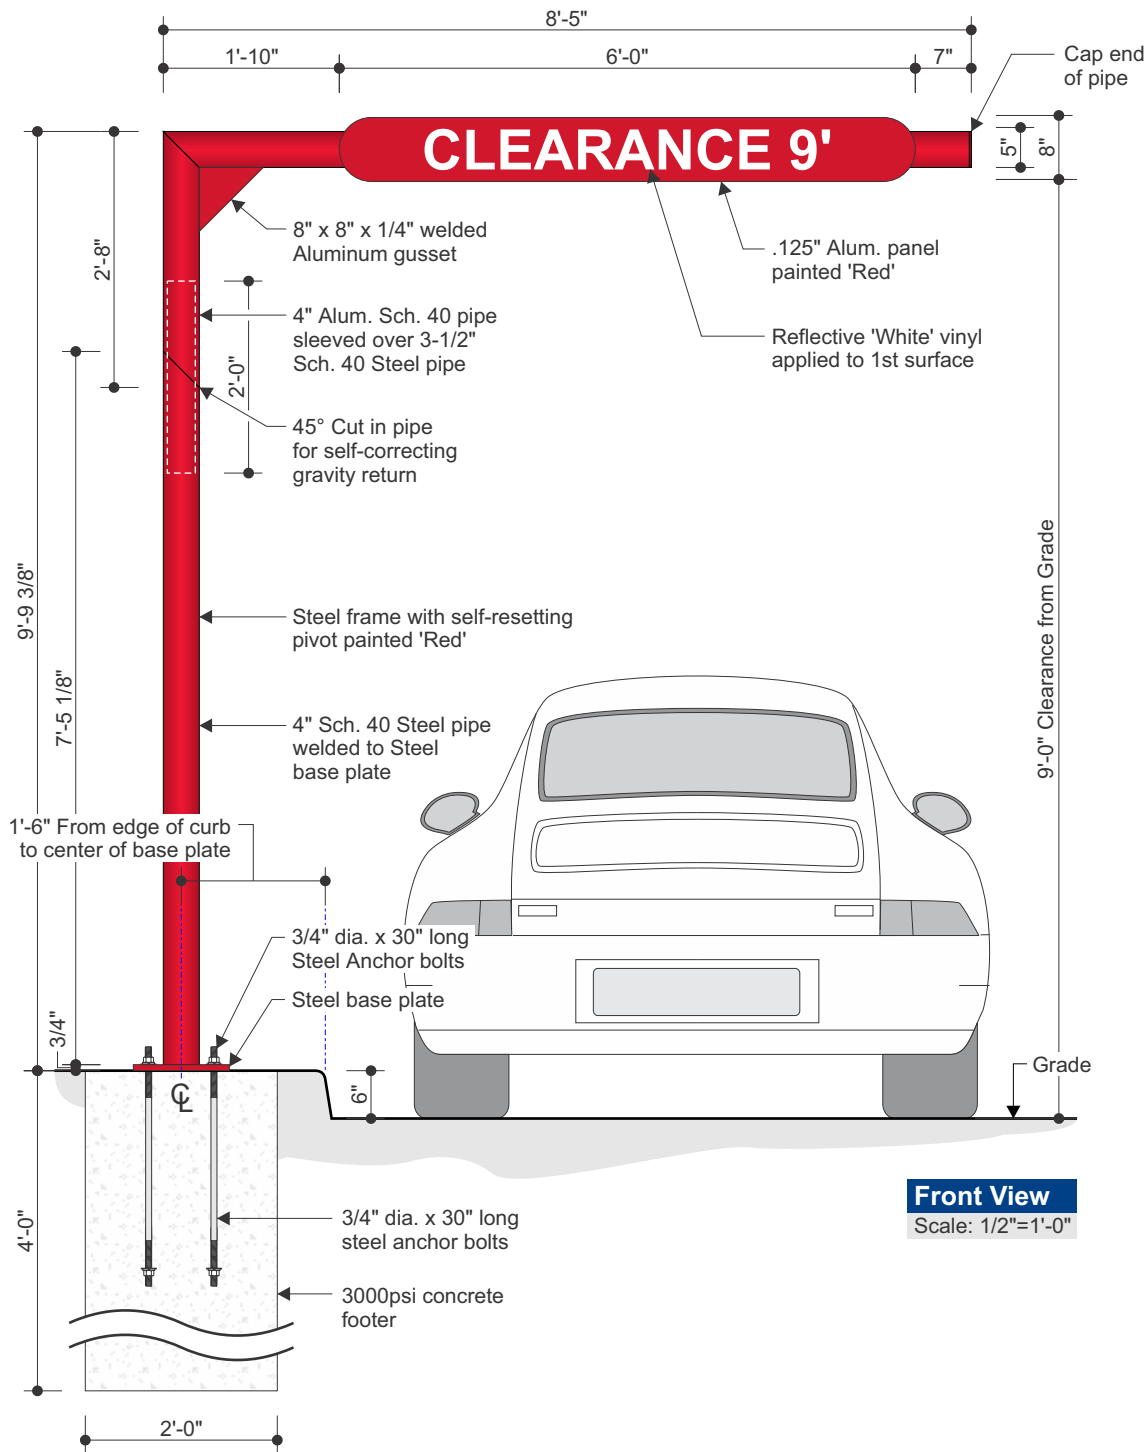 8'-5"
1'-10"
6'-0"
7"
Cap end
of pipe
CLEARANCE 9'
5"
8"
8" x 8" x 1/4" welded
Aluminum gusset
.125" Alum. panel
painted 'Red'
2'-8"
4" Alum. Sch. 40 pipe
sleeved over 3-1/2"
Sch. 40 Steel pipe
Reflective 'White' vinyl
applied to 1st surface
2'-0"
45° Cut in pipe
for self-correcting
gravity return
9'-9 3/8"
Steel frame with self-resetting
pivot painted 'Red'
9'-0" Clearance from Grade
7'-5 1/8"
4" Sch. 40 Steel pipe
welded to Steel
base plate
1'-6" From edge of curb
to center of base plate
3/4" dia. x 30" long
Steel Anchor bolts
Steel base plate
3/4"
Grade
6"
CL
Front View
Scale: 1/2"=1'-0"
4'-0"
3/4" dia. x 30" long
steel anchor bolts
3000psi concrete
footer
2'-0"